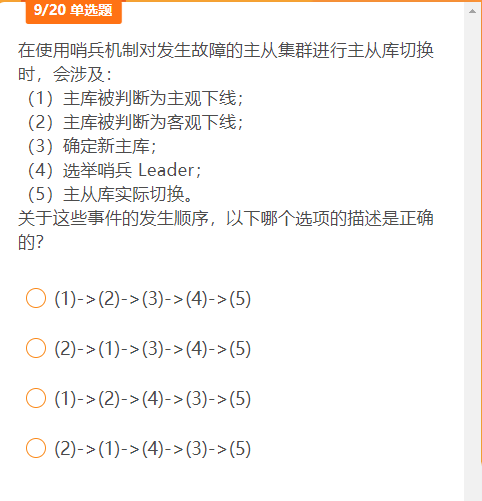 9/20 单选题
在使用哨兵机制对发生故障的主从集群进行主从库切换
时，会涉及：
（1）主库被判断为主观下线；
（2）主库被判断为客观下线；
（3）确定新主库；
（4）选举哨兵 Leader；
（5）主从库实际切换。
关于这些事件的发生顺序，以下哪个选项的描述是正确
的？
(1)->(2)->(3)->(4)->(5)
(2)->(1)->(3)->(4)->(5)
(1)->(2)->(4)->(3)->(5)
(2)->(1)->(4)->(3)->(5)